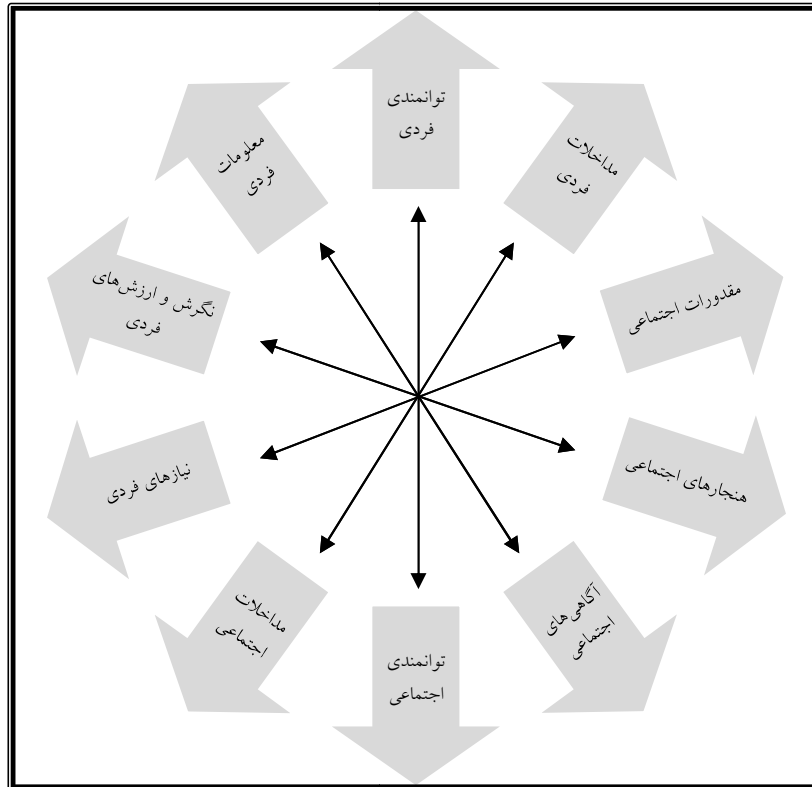 توانمندی
فردی
مداخلات
فردی
مقدورات اجتماعی
هنجارهای اجتماعی
آگاهی‌های
اجتماعی
توانمندی
اجتماعی
مداخلات
اجتماعی
نیازهای فردی
نگرش و ارزش‌های
فردی
معلومات
فردی